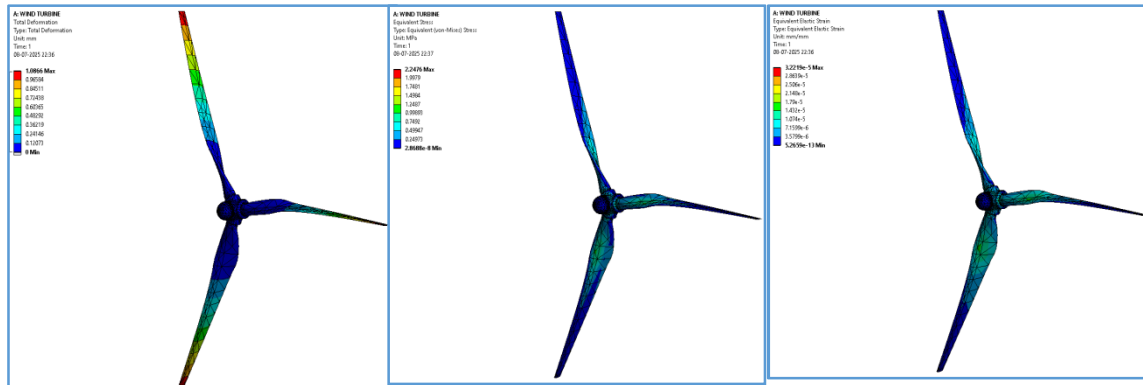 A: WIND TURBINE
Total Deformation
Type: Total Deformation
Unit: mm
Time: 1
08-07-2025 22:36
1.0866 Max
0.96584
0.84511
0.72438
0.60365
0.48292
0.36219
0.24146
0.12073
0 Min
A: WIND TURBINE
Equivalent Stress
Type: Equivalent (von-Mises) Stress
Unit: MPa
Time: 1
08-07-2025 22:37
2.2476 Max
1.9979
1.7481
1.4984
1.2487
0.99893
0.7492
0.49947
0.24973
2.8688e-8 Min
A: WIND TURBINE
Equivalent Elastic Strain
Type: Equivalent Elastic Strain
Unit: mm/mm
Time: 1
08-07-2025 22:36
3.2219e-5 Max
2.8639e-5
2.506e-5
2.148e-5
1.79e-5
1.432e-5
1.074e-5
7.1599e-6
3.5799e-6
5.2659e-13 Min